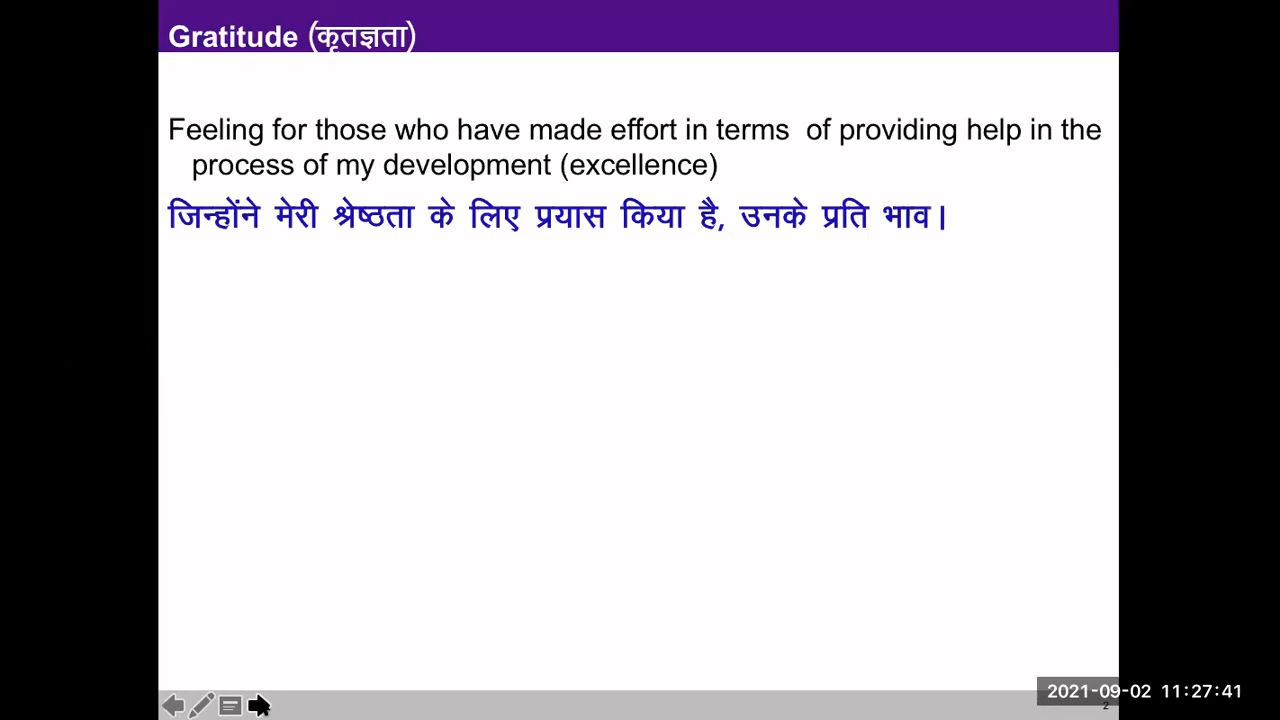 Gratitude (कृतज्ञता)
Feeling for those who have made effort in terms  of providing help in the
process of my development (excellence)
जिन्होंने मेरी श्रेष्ठता के लिए प्रयास किया है, उनके प्रति भाव।
2021-09-02 11:27:41
2